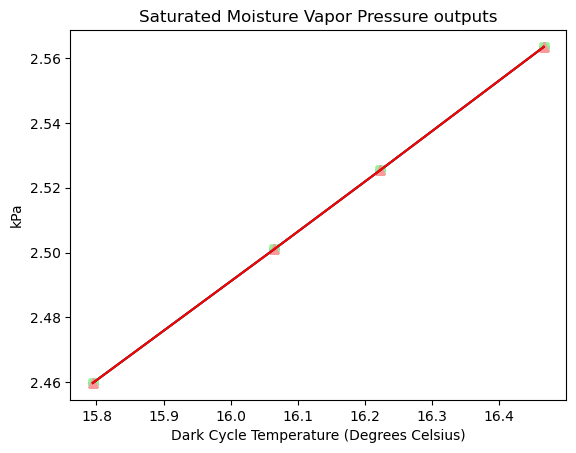 Saturated Moisture Vapor Pressure outputs
2.56
2.54
2.52
2.50
2.48
2.46
kPa
15.8 15.9 16.0 16.1 16.2 16.3 16.4
Dark Cycle Temperature (Degrees Celsius)